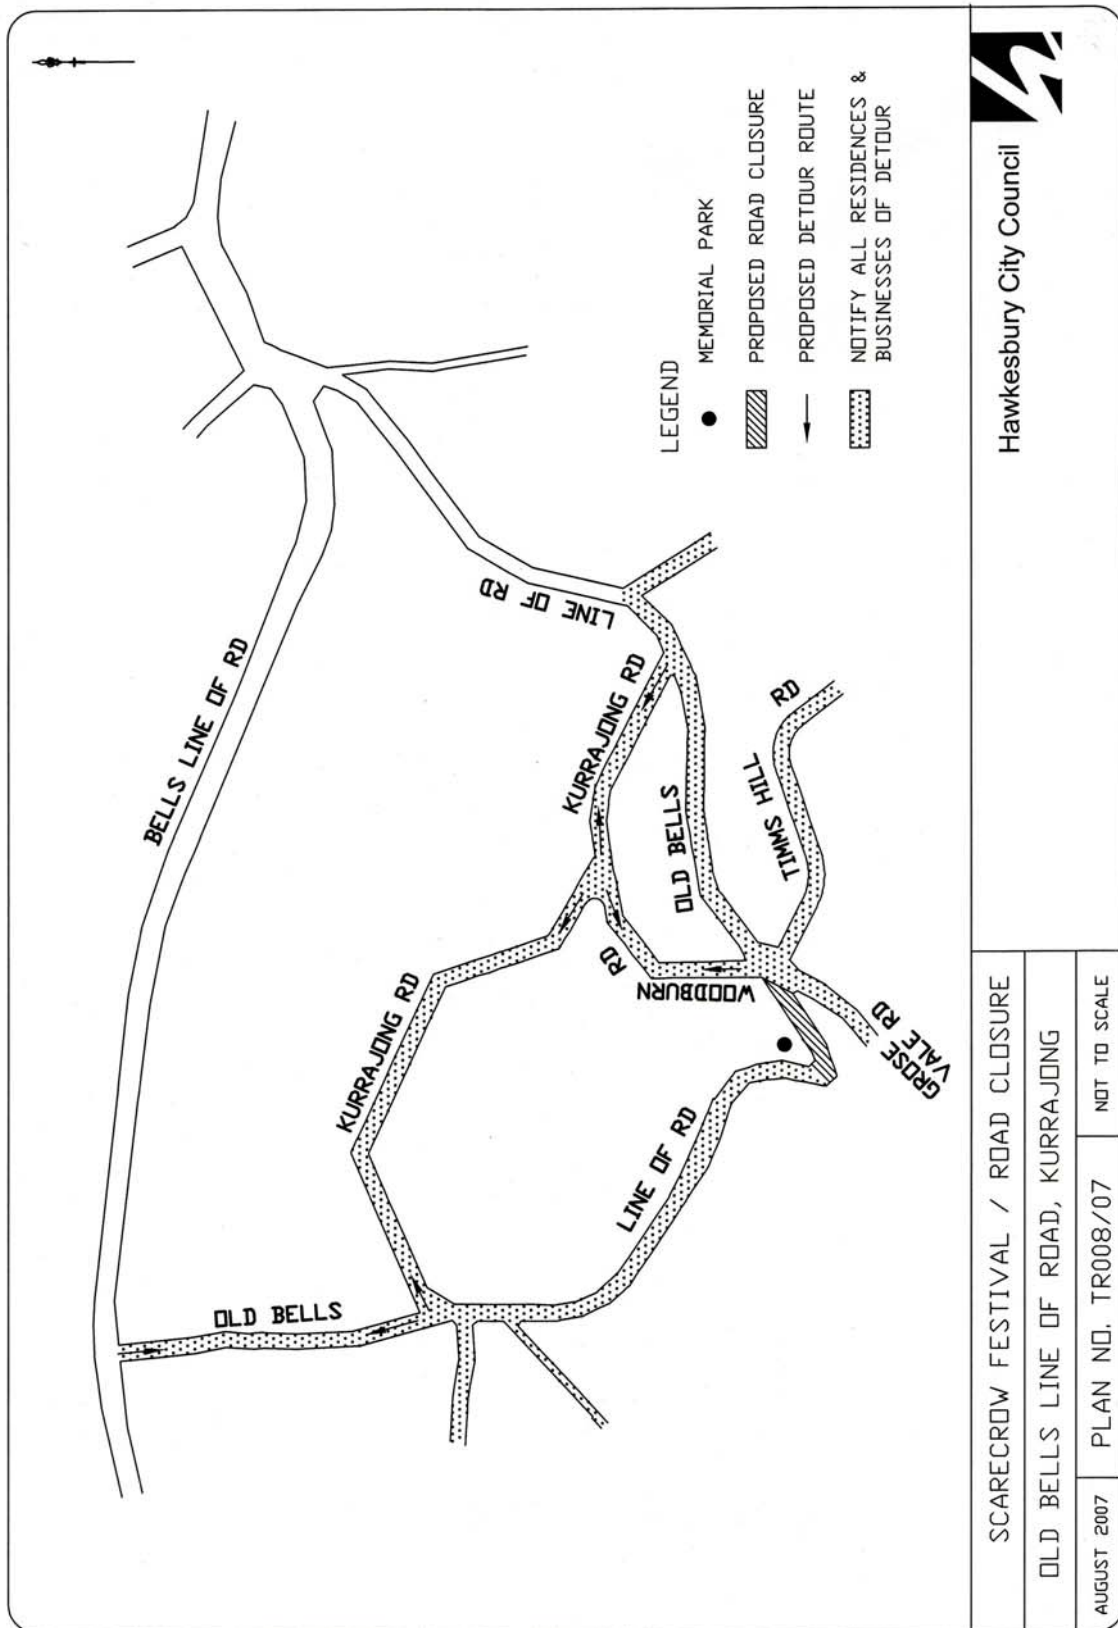 BELLS LINE OF RD
LINE OF RD
KURRAJONG RD
KURRAJONG RD
OLD BELLS
OLD BELLS
TIMMS HILL
RD
WOODBURN
RD
LINE OF RD
GROSE
VALE RD
LEGEND
MEMORIAL PARK
PROPOSED ROAD CLOSURE
PROPOSED DETOUR ROUTE
NOTIFY ALL RESIDENCES &
BUSINESSES OF DETOUR
SCARECROW FESTIVAL / ROAD CLOSURE
OLD BELLS LINE OF ROAD, KURRAJONG
AUGUST 2007
PLAN NO. TR008/07
NOT TO SCALE
Hawkesbury City Council